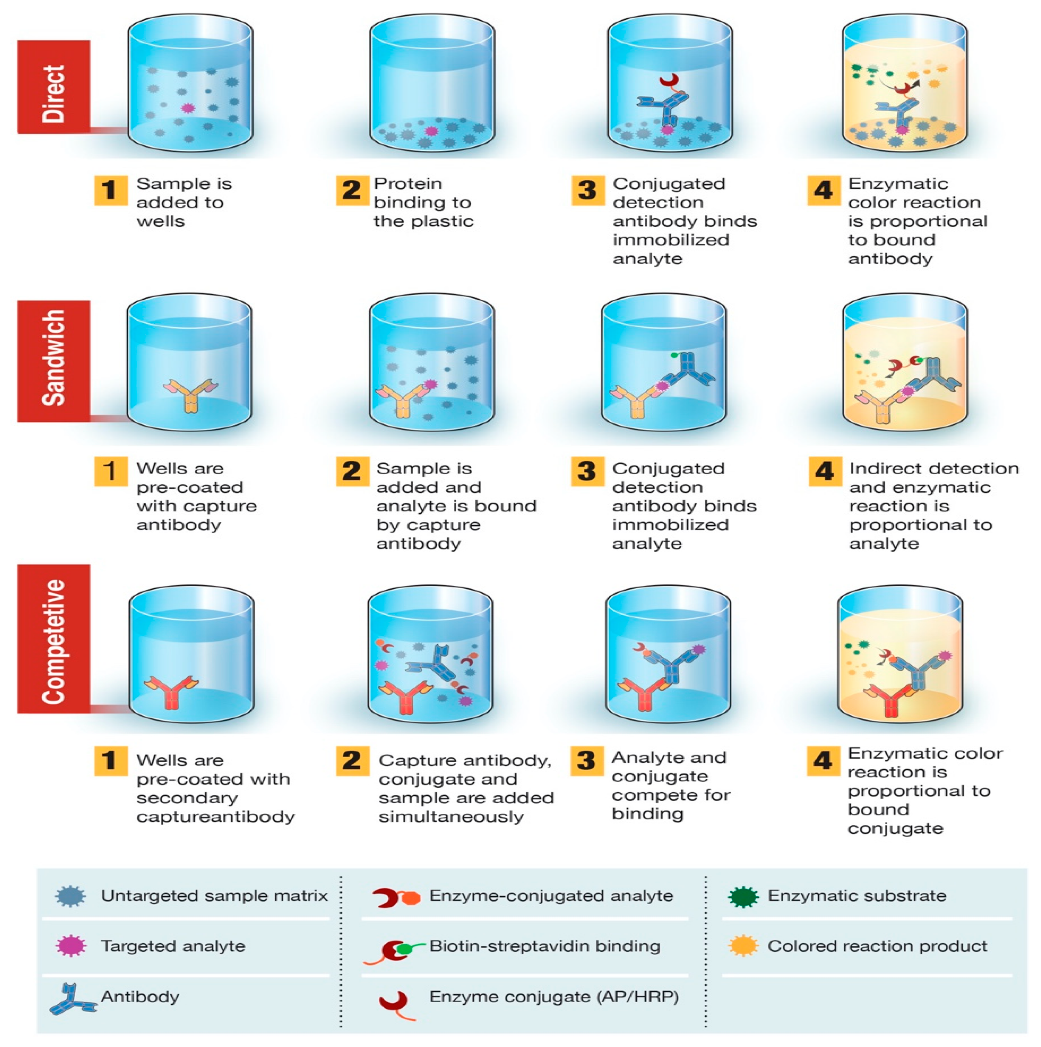 Direct
1 Sample is
added to
wells
2 Protein
binding to
the plastic
3 Conjugated
detection
antibody binds
immobilized
analyte
4 Enzymatic
color reaction
is proportional
to bound
antibody
Sandwich
1 Wells are
pre-coated
with capture
antibody
2 Sample is
added and
analyte is bound
by capture
antibody
3 Conjugated
detection
antibody binds
immobilized
analyte
4 Indirect detection
and enzymatic
reaction is
proportional to
analyte
Competetive
1 Wells are
pre-coated with
secondary
captureantibody
2 Capture antibody,
conjugate and
sample are added
simultaneously
3 Analyte and
conjugate
compete for
binding
4 Enzymatic color
reaction is
proportional to
bound
conjugate
Untargeted sample matrix
Targeted analyte
Antibody
Enzyme-conjugated analyte
Biotin-streptavidin binding
Enzyme conjugate (AP/HRP)
Enzymatic substrate
Colored reaction product